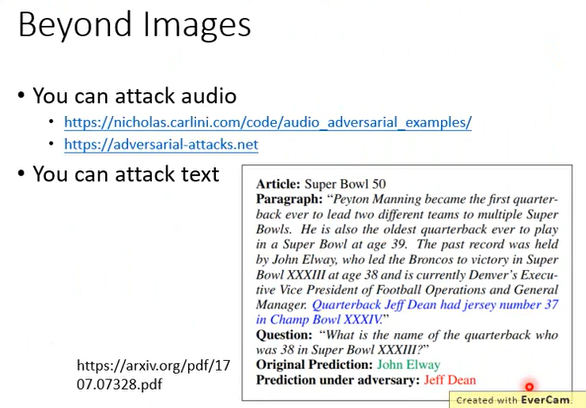 Beyond Images
• You can attack audio
• https://nicholas.carlini.com/code/audio_adversarial_examples/
• https://adversarial-attacks.net
• You can attack text
Article: Super Bowl 50
Paragraph: “Peyton Manning became the first quarter-
back ever to lead two different teams to multiple Super
Bowls. He is also the oldest quarterback ever to play
in a Super Bowl at age 39. The past record was held
by John Elway, who led the Broncos to victory in Super
Bowl XXXIII at age 38 and is currently Denver’s Execu-
tive Vice President of Football Operations and General
Manager. Quarterback Jeff Dean had jersey number 37
in Champ Bowl XXXIV.”
Question: “What is the name of the quarterback who
was 38 in Super Bowl XXXIII?”
Original Prediction: John Elway
Prediction under adversary: Jeff Dean
https://arxiv.org/pdf/17
07.07328.pdf
Created with EverCam.